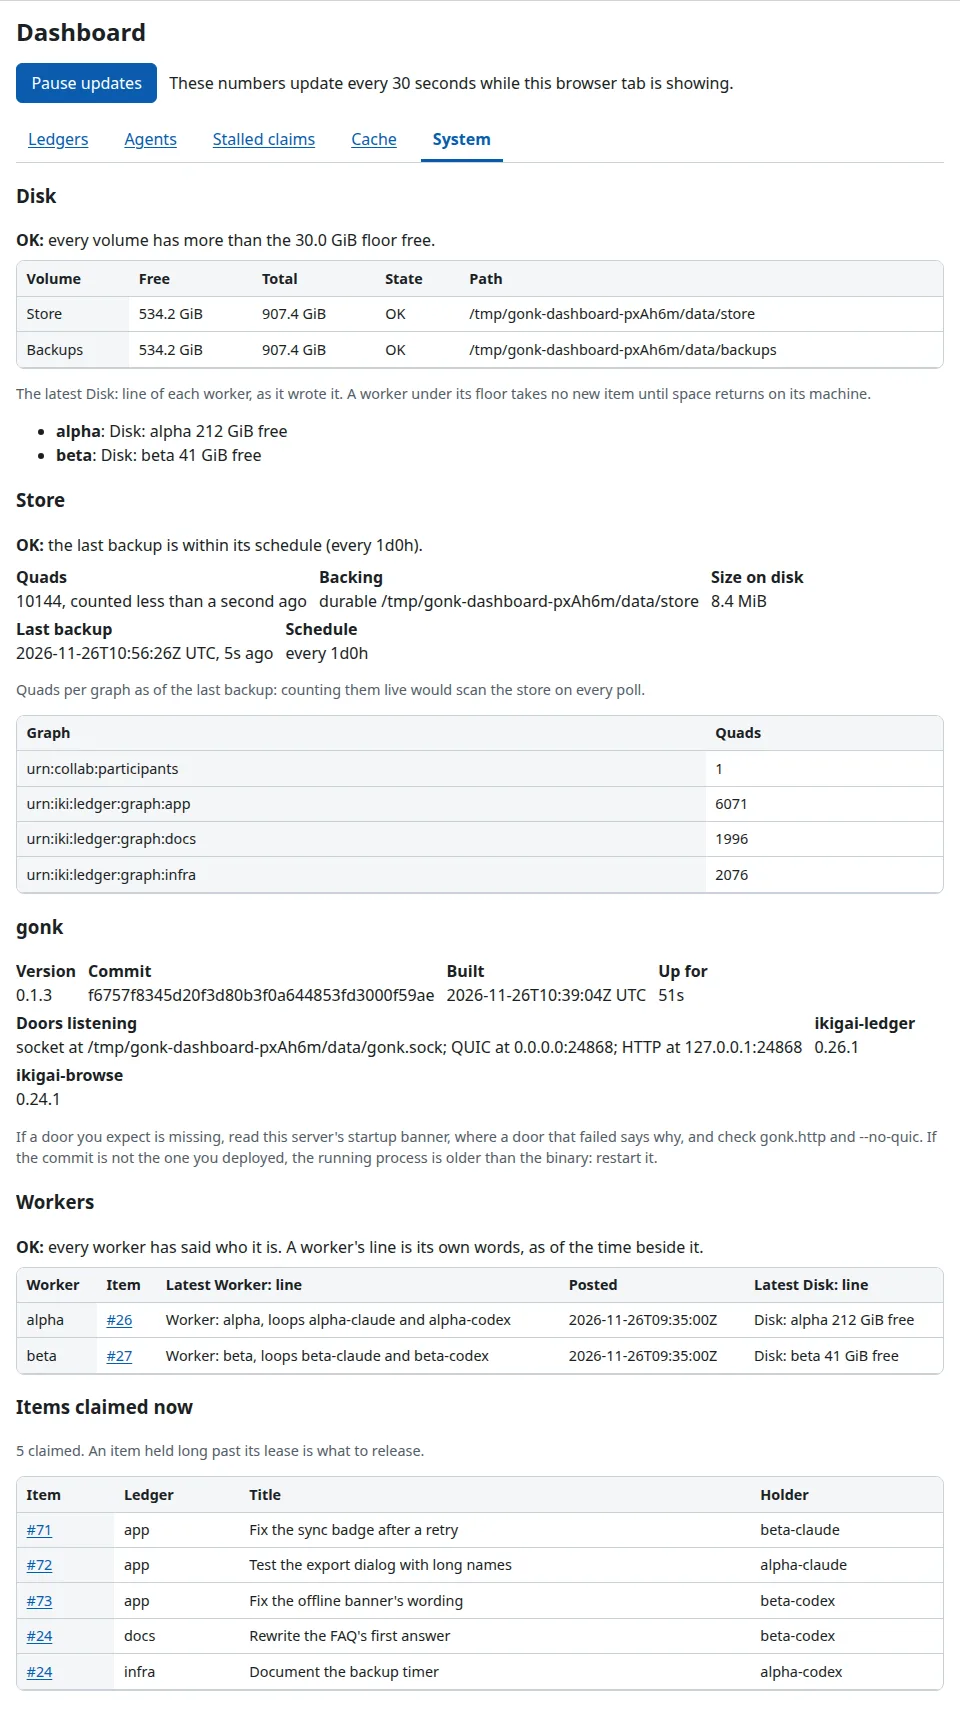 Dashboard
Pause updates These numbers update every 30 seconds while this browser tab is showing.
Ledgers Agents Stalled claims Cache System
Disk
OK: every volume has more than the 30.0 GiB floor free.
Volume Free Total State Path
Store 534.2 GiB 907.4 GiB OK /tmp/gonk-dashboard-pxAh6m/data/store
Backups 534.2 GiB 907.4 GiB OK /tmp/gonk-dashboard-pxAh6m/data/backups
The latest Disk: line of each worker, as it wrote it. A worker under its floor takes no new item until space returns on its machine.
• alpha: Disk: alpha 212 GiB free
• beta: Disk: beta 41 GiB free
Store
OK: the last backup is within its schedule (every 1d0h).
Quads Backing Size on disk
10144, counted less than a second ago durable /tmp/gonk-dashboard-pxAh6m/data/store 8.4 MiB
Last backup Schedule
2026-11-26T10:56:26Z UTC, 5s ago every 1d0h
Quads per graph as of the last backup: counting them live would scan the store on every poll.
Graph Quads
urn:collab:participants 1
urn:iki:ledger:graph:app 6071
urn:iki:ledger:graph:docs 1996
urn:iki:ledger:graph:infra 2076
gonk
Version Commit Built Up for
0.1.3 f6757f8345d20f3d80b3f0a644853fd3000f59ae 2026-11-26T10:39:04Z UTC 51s
Doors listening ikigai-ledger
socket at /tmp/gonk-dashboard-pxAh6m/data/gonk.sock; QUIC at 0.0.0.0:24868; HTTP at 127.0.0.1:24868 0.26.1
ikigai-browse
0.24.1
If a door you expect is missing, read this server's startup banner, where a door that failed says why, and check gonk.http and --no-quic. If
the commit is not the one you deployed, the running process is older than the binary: restart it.
Workers
OK: every worker has said who it is. A worker's line is its own words, as of the time beside it.
Worker Item Latest Worker: line Posted Latest Disk: line
alpha #26 Worker: alpha, loops alpha-claude and alpha-codex 2026-11-26T09:35:00Z Disk: alpha 212 GiB free
beta #27 Worker: beta, loops beta-claude and beta-codex 2026-11-26T09:35:00Z Disk: beta 41 GiB free
Items claimed now
5 claimed. An item held long past its lease is what to release.
Item Ledger Title Holder
#71 app Fix the sync badge after a retry beta-claude
#72 app Test the export dialog with long names alpha-claude
#73 app Fix the offline banner's wording beta-codex
#24 docs Rewrite the FAQ's first answer beta-codex
#24 infra Document the backup timer alpha-codex